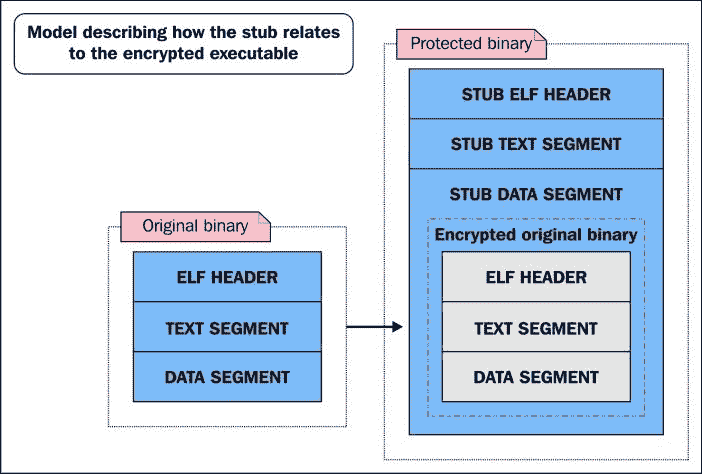 Model describing how the stub relates
to the encrypted executable
Original binary
ELF HEADER
TEXT SEGMENT
DATA SEGMENT
Protected binary
STUB ELF HEADER
STUB TEXT SEGMENT
STUB DATA SEGMENT
Encrypted original binary
ELF HEADER
TEXT SEGMENT
DATA SEGMENT